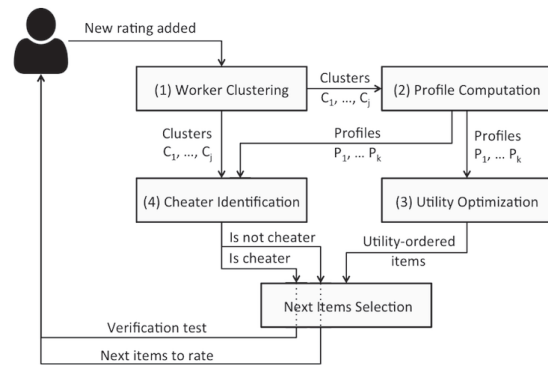 New rating added
(1) Worker Clustering
Clusters
C1, ..., Cj
(2) Profile Computation
Clusters
C1, ..., Cj
Profiles
P1, ... Pk
Profiles
P1, ... Pk
(4) Cheater Identification
(3) Utility Optimization
Is not cheater
Is cheater
Utility-ordered
items
Next Items Selection
Verification test
Next items to rate